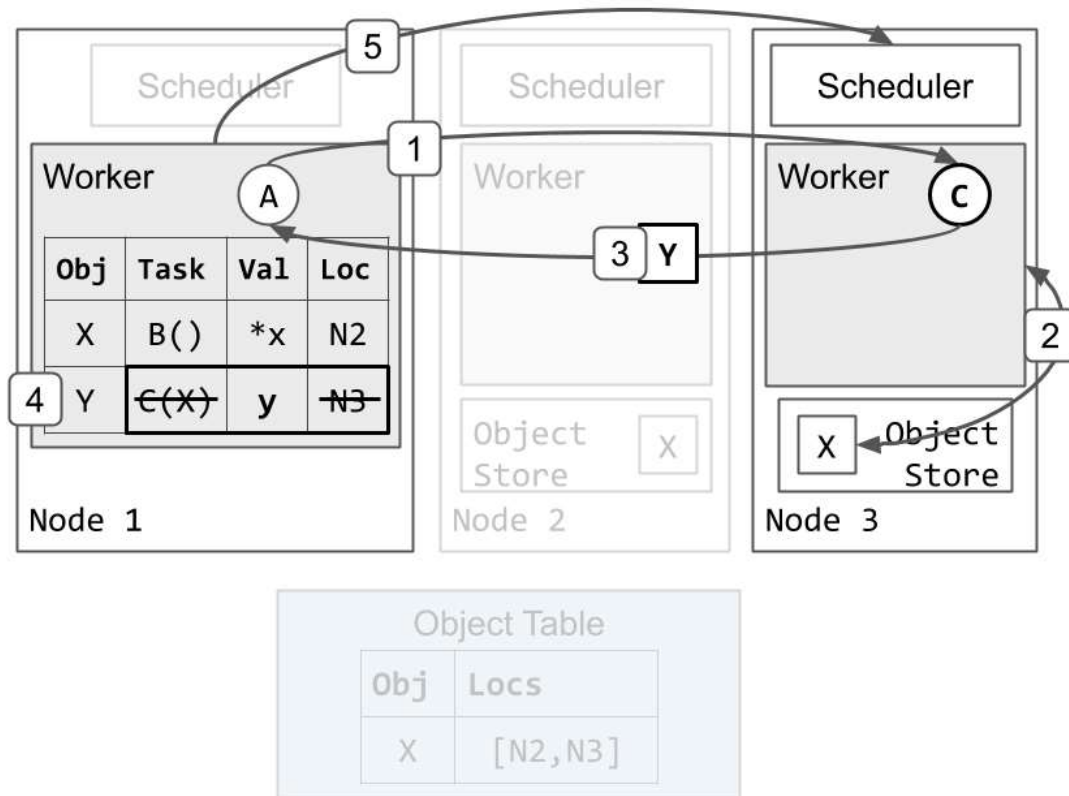 5
Scheduler
Scheduler
Scheduler
1
Worker
A
Worker
Worker
C
3
Y
Obj Task Val Loc
X B() *x N2
2
4
Y C(X) y N3
Object
Store
X
X
Object
Store
Node 1
Node 2
Node 3
Object Table
Obj Locs
X [N2,N3]